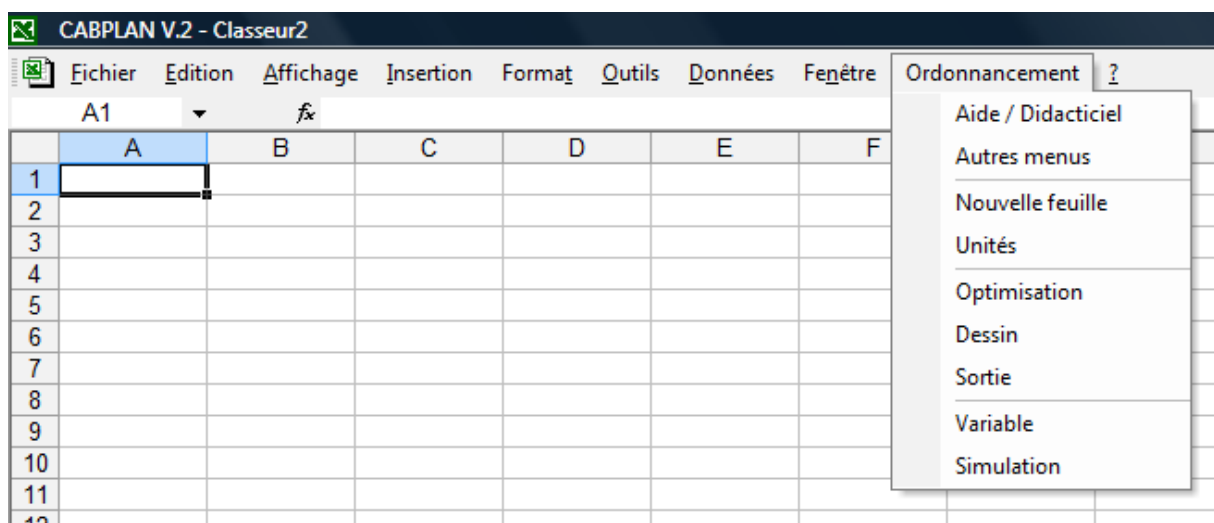 CABPLAN V.2 - Classeur2
Fichier Edition Affichage Insertion Format Outils Données Fenêtre Ordonnancement ?
A1 fx
Aide / Didacticiel
Autres menus
Nouvelle feuille
Unités
Optimisation
Dessin
Sortie
Variable
Simulation
A B C D E F
1
2
3
4
5
6
7
8
9
10
11
12